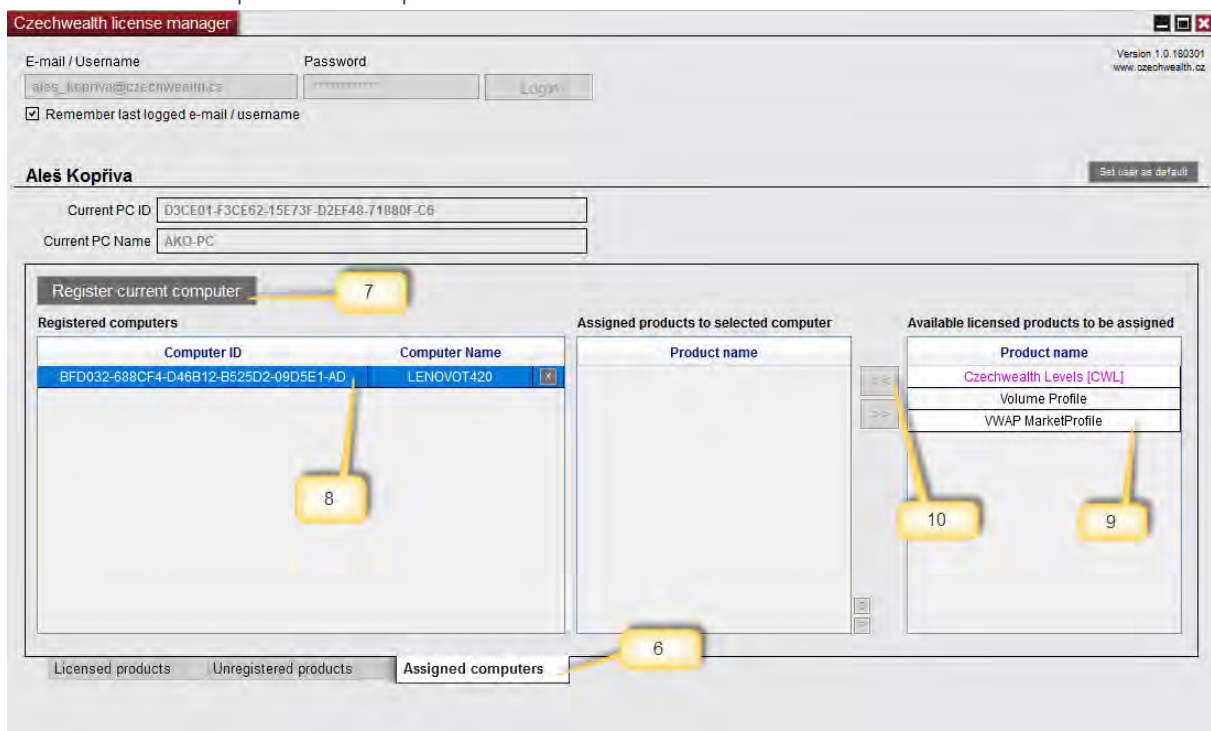 Czechwealth license manager
Version 1.0.180301
www.czechwealth.cz
E-mail / Username Password
ales_kopriva@czechwealth.cz ************ Login
Remember last logged e-mail / username
Aleš Kopřiva Set user as default
Current PC ID D3CE01-F3CE62-15E73F-D2EF48-71880F-C6
Current PC Name AKO-PC
Register current computer 7
Registered computers Assigned products to selected computer Available licensed products to be assigned
Computer ID Computer Name Product name Product name
BFD032-688CF4-D46B12-B525D2-09D5E1-AD LENOVOT420 X << Czechwealth Levels [CWL]
Volume Profile
>> VWAP MarketProfile
8 10 9
6
Licensed products Unregistered products Assigned computers